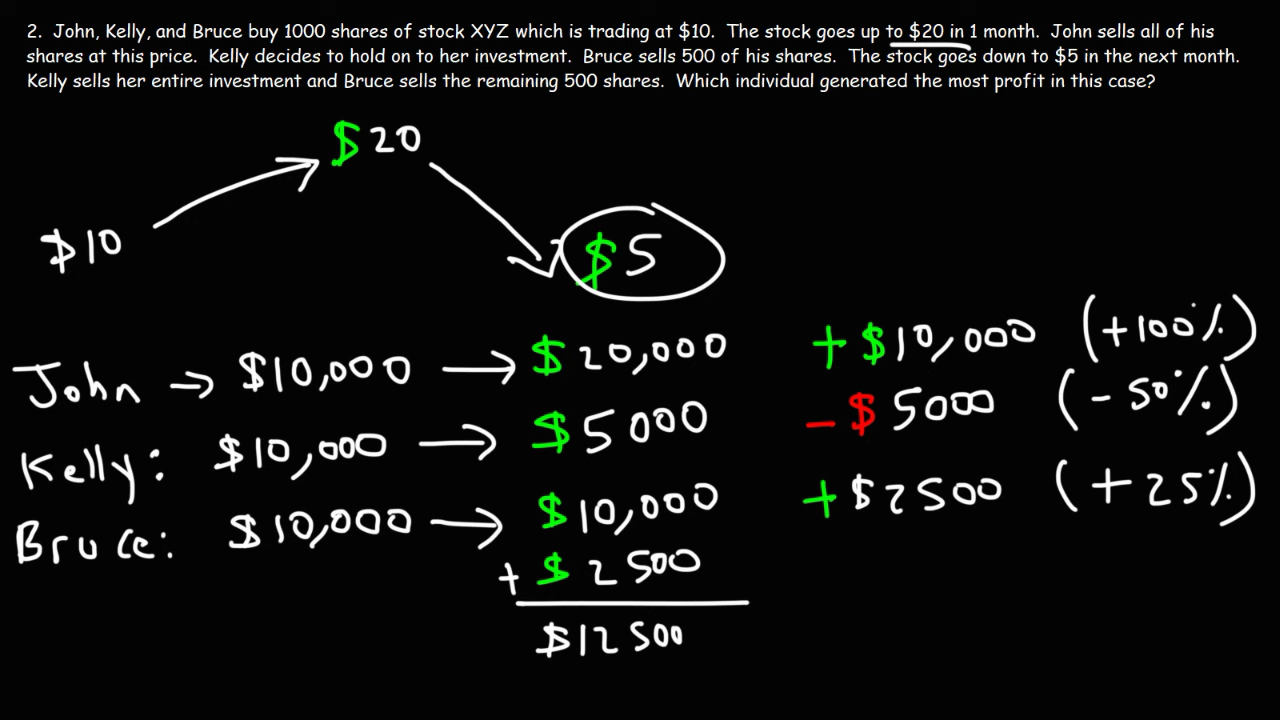 2. John, Kelly, and Bruce buy 1000 shares of stock XYZ which is trading at $10. The stock goes up to $20 in 1 month. John sells all of his
shares at this price. Kelly decides to hold on to her investment. Bruce sells 500 of his shares. The stock goes down to $5 in the next month.
Kelly sells her entire investment and Bruce sells the remaining 500 shares. Which individual generated the most profit in this case?
$20
$10
$5
John → $10,000 → $20,000 +$10,000 (+100%)
Kelly: $10,000 → $5000 -$5000 (-50%)
Bruce: $10,000 → $10,000 +$2500 (+25%)
+ $2500
$12500